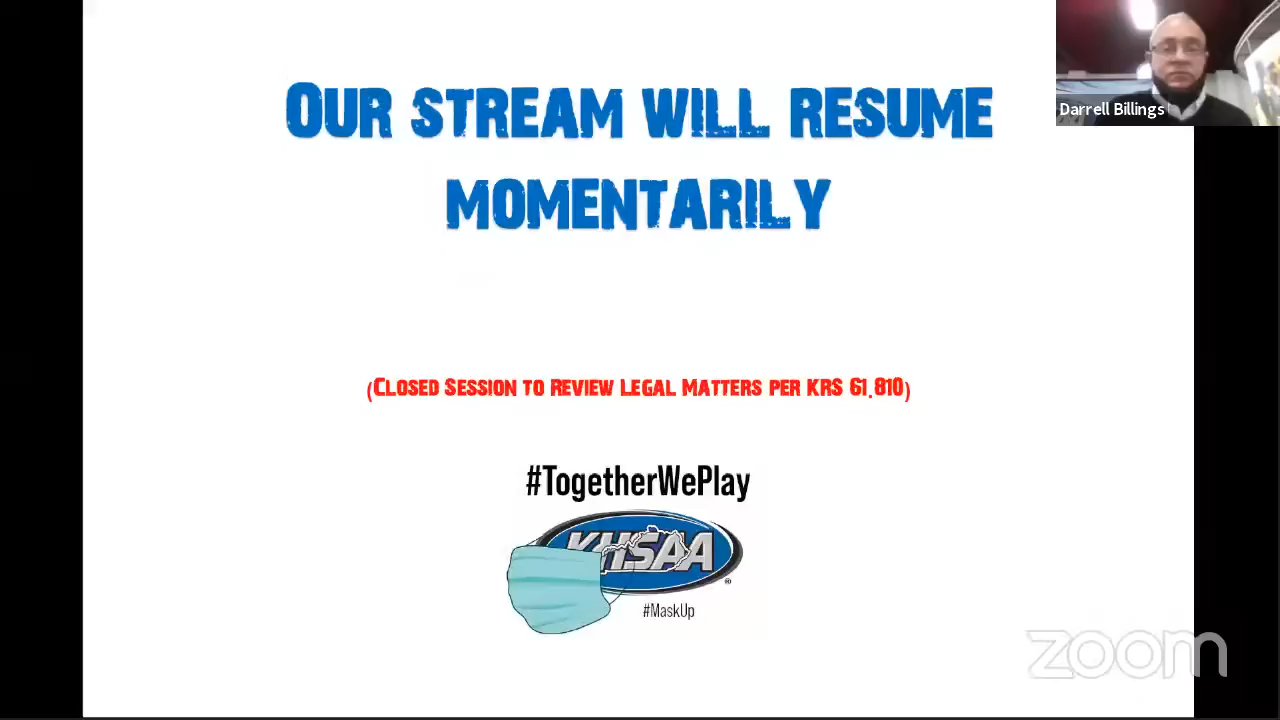 Our stream will resume
momentarily
Darrell Billings
(Closed Session to Review Legal Matters per KRS 61.810)
#TogetherWePlay
KHSAA
®
#MaskUp
zoom